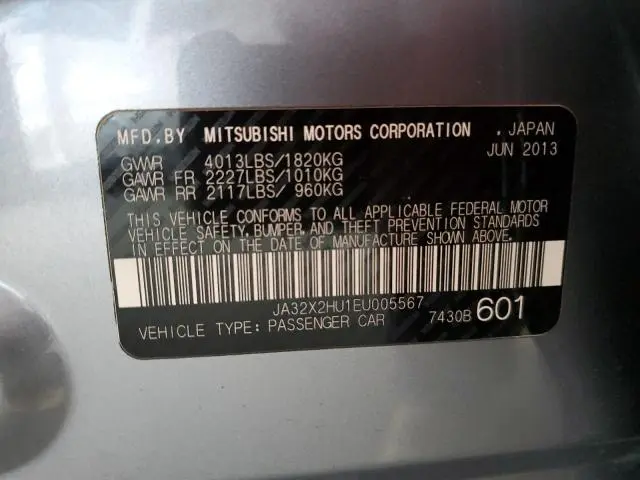 MFD.BY MITSUBISHI MOTORS CORPORATION . JAPAN
GVWR 4013LBS/1820KG JUN 2013
GAWR FR 2227LBS/1010KG
GAWR RR 2117LBS/ 960KG
THIS VEHICLE CONFORMS TO ALL APPLICABLE FEDERAL MOTOR
VEHICLE SAFETY, BUMPER, AND THEFT PREVENTION STANDARDS
IN EFFECT ON THE DATE OF MANUFACTURE SHOWN ABOVE.
JA32X2HU1EU005567
VEHICLE TYPE: PASSENGER CAR 7430B 601